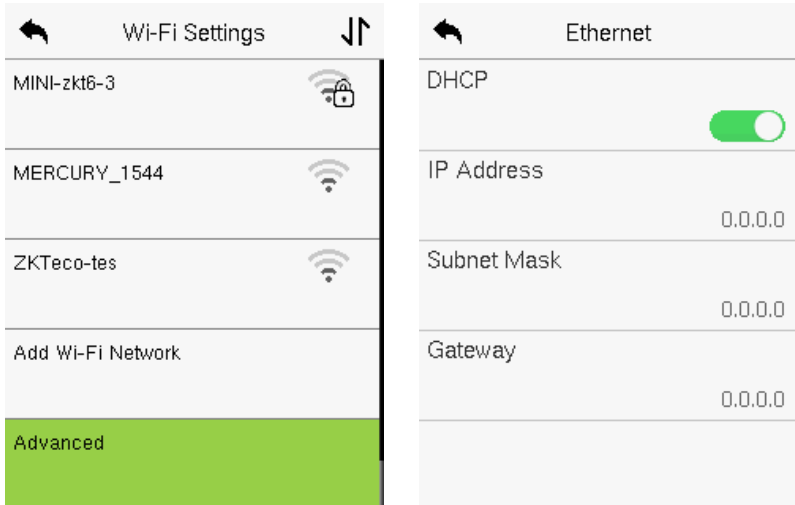 Wi-Fi Settings
MINI-zkt6-3
MERCURY_1544
ZKTeco-tes
Add Wi-Fi Network
Advanced
Ethernet
DHCP
IP Address
0.0.0.0
Subnet Mask
0.0.0.0
Gateway
0.0.0.0